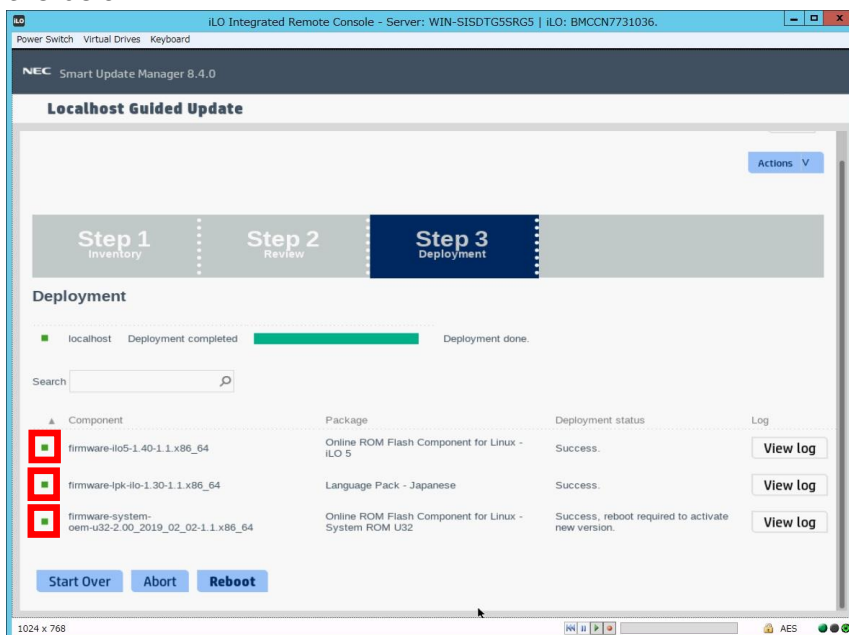 iLO Integrated Remote Console - Server: WIN-SISDTG5SRG5 | iLO: BMCCN7731036.
Power Switch Virtual Drives Keyboard
NEC Smart Update Manager 8.4.0
Localhost Guided Update
Actions
Step 1
Inventory
Step 2
Review
Step 3
Deployment
Deployment
localhost Deployment completed Deployment done.
Search
Component Package Deployment status Log
firmware-ilo5-1.40-1.1.x86_64
Online ROM Flash Component for Linux -
iLO 5
Success.
View log
firmware-lpk-ilo-1.30-1.1.x86_64
Language Pack - Japanese
Success.
View log
firmware-system-
oem-u32-2.00_2019_02_02-1.1.x86_64
Online ROM Flash Component for Linux -
System ROM U32
Success, reboot required to activate
new version.
View log
Start Over Abort Reboot
1024 x 768 AES